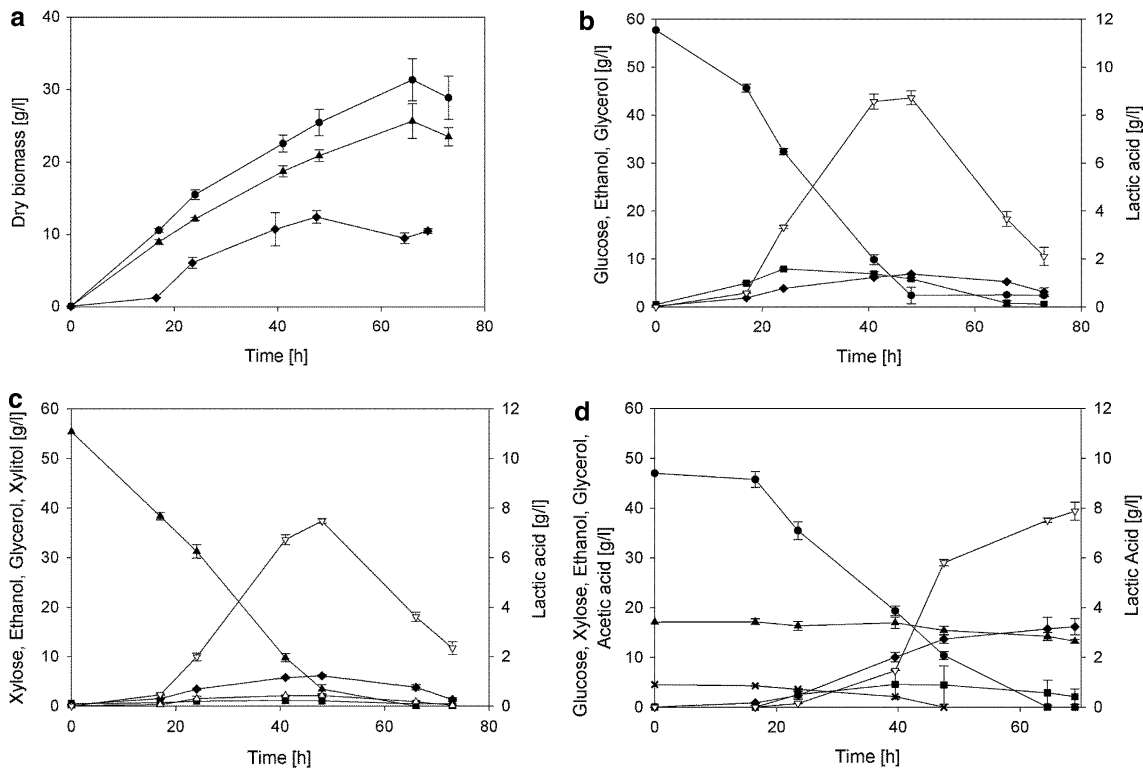 a
40
30
20
10
0
Dry biomass [g/l]
0 20 40 60 80
Time [h]
b
60
50
40
30
20
10
0
Glucose, Ethanol, Glycerol [g/l]
12
10
8
6
4
2
0
Lactic acid [g/l]
0 20 40 60 80
Time [h]
c
60
50
40
30
20
10
0
Xylose, Ethanol, Glycerol, Xylitol [g/l]
12
10
8
6
4
2
0
Lactic acid [g/l]
0 20 40 60 80
Time [h]
d
60
50
40
30
20
10
0
Glucose, Xylose, Ethanol, Glycerol,
Acetic acid [g/l]
12
10
8
6
4
2
0
Lactic Acid [g/l]
0 20 40 60
Time [h]